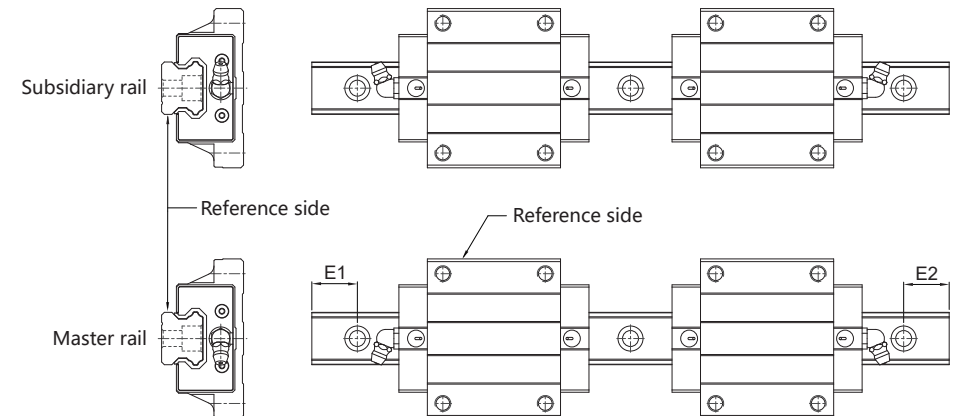 Subsidiary rail
Reference side
Reference side
E1
E2
Master rail